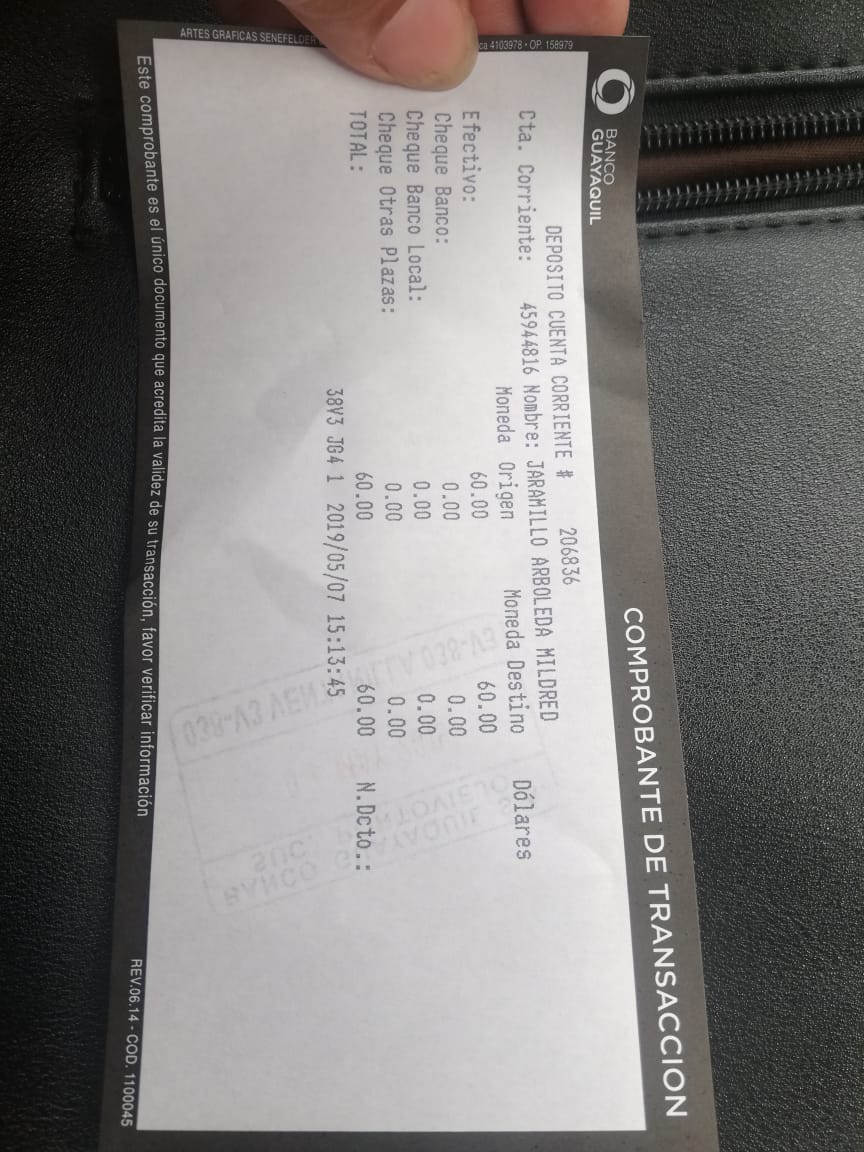 COMPROBANTE DE TRANSACCION
BANCO
GUAYAQUIL
DEPOSITO CUENTA CORRIENTE # 206836
Cta. Corriente: 45944816 Nombre: JARAMILLO ARBOLEDA MILDRED
Moneda Origen Moneda Destino Dólares
Efectivo: 60.00 60.00
Cheque Banco: 0.00 0.00
Cheque Banco Local: 0.00 0.00
Cheque Otras Plazas: 0.00 0.00
TOTAL: 60.00 60.00 N.Dcto.:
38V3 JG4 1 2019/05/07 15:13:45
Este comprobante es el único documento que acredita la validez de su transacción, favor verificar información
REV.06.14 - COD. 1100045
ARTES GRAFICAS SENEFELDER
4103978 - OP 158979
BANCO GUAYAQUIL